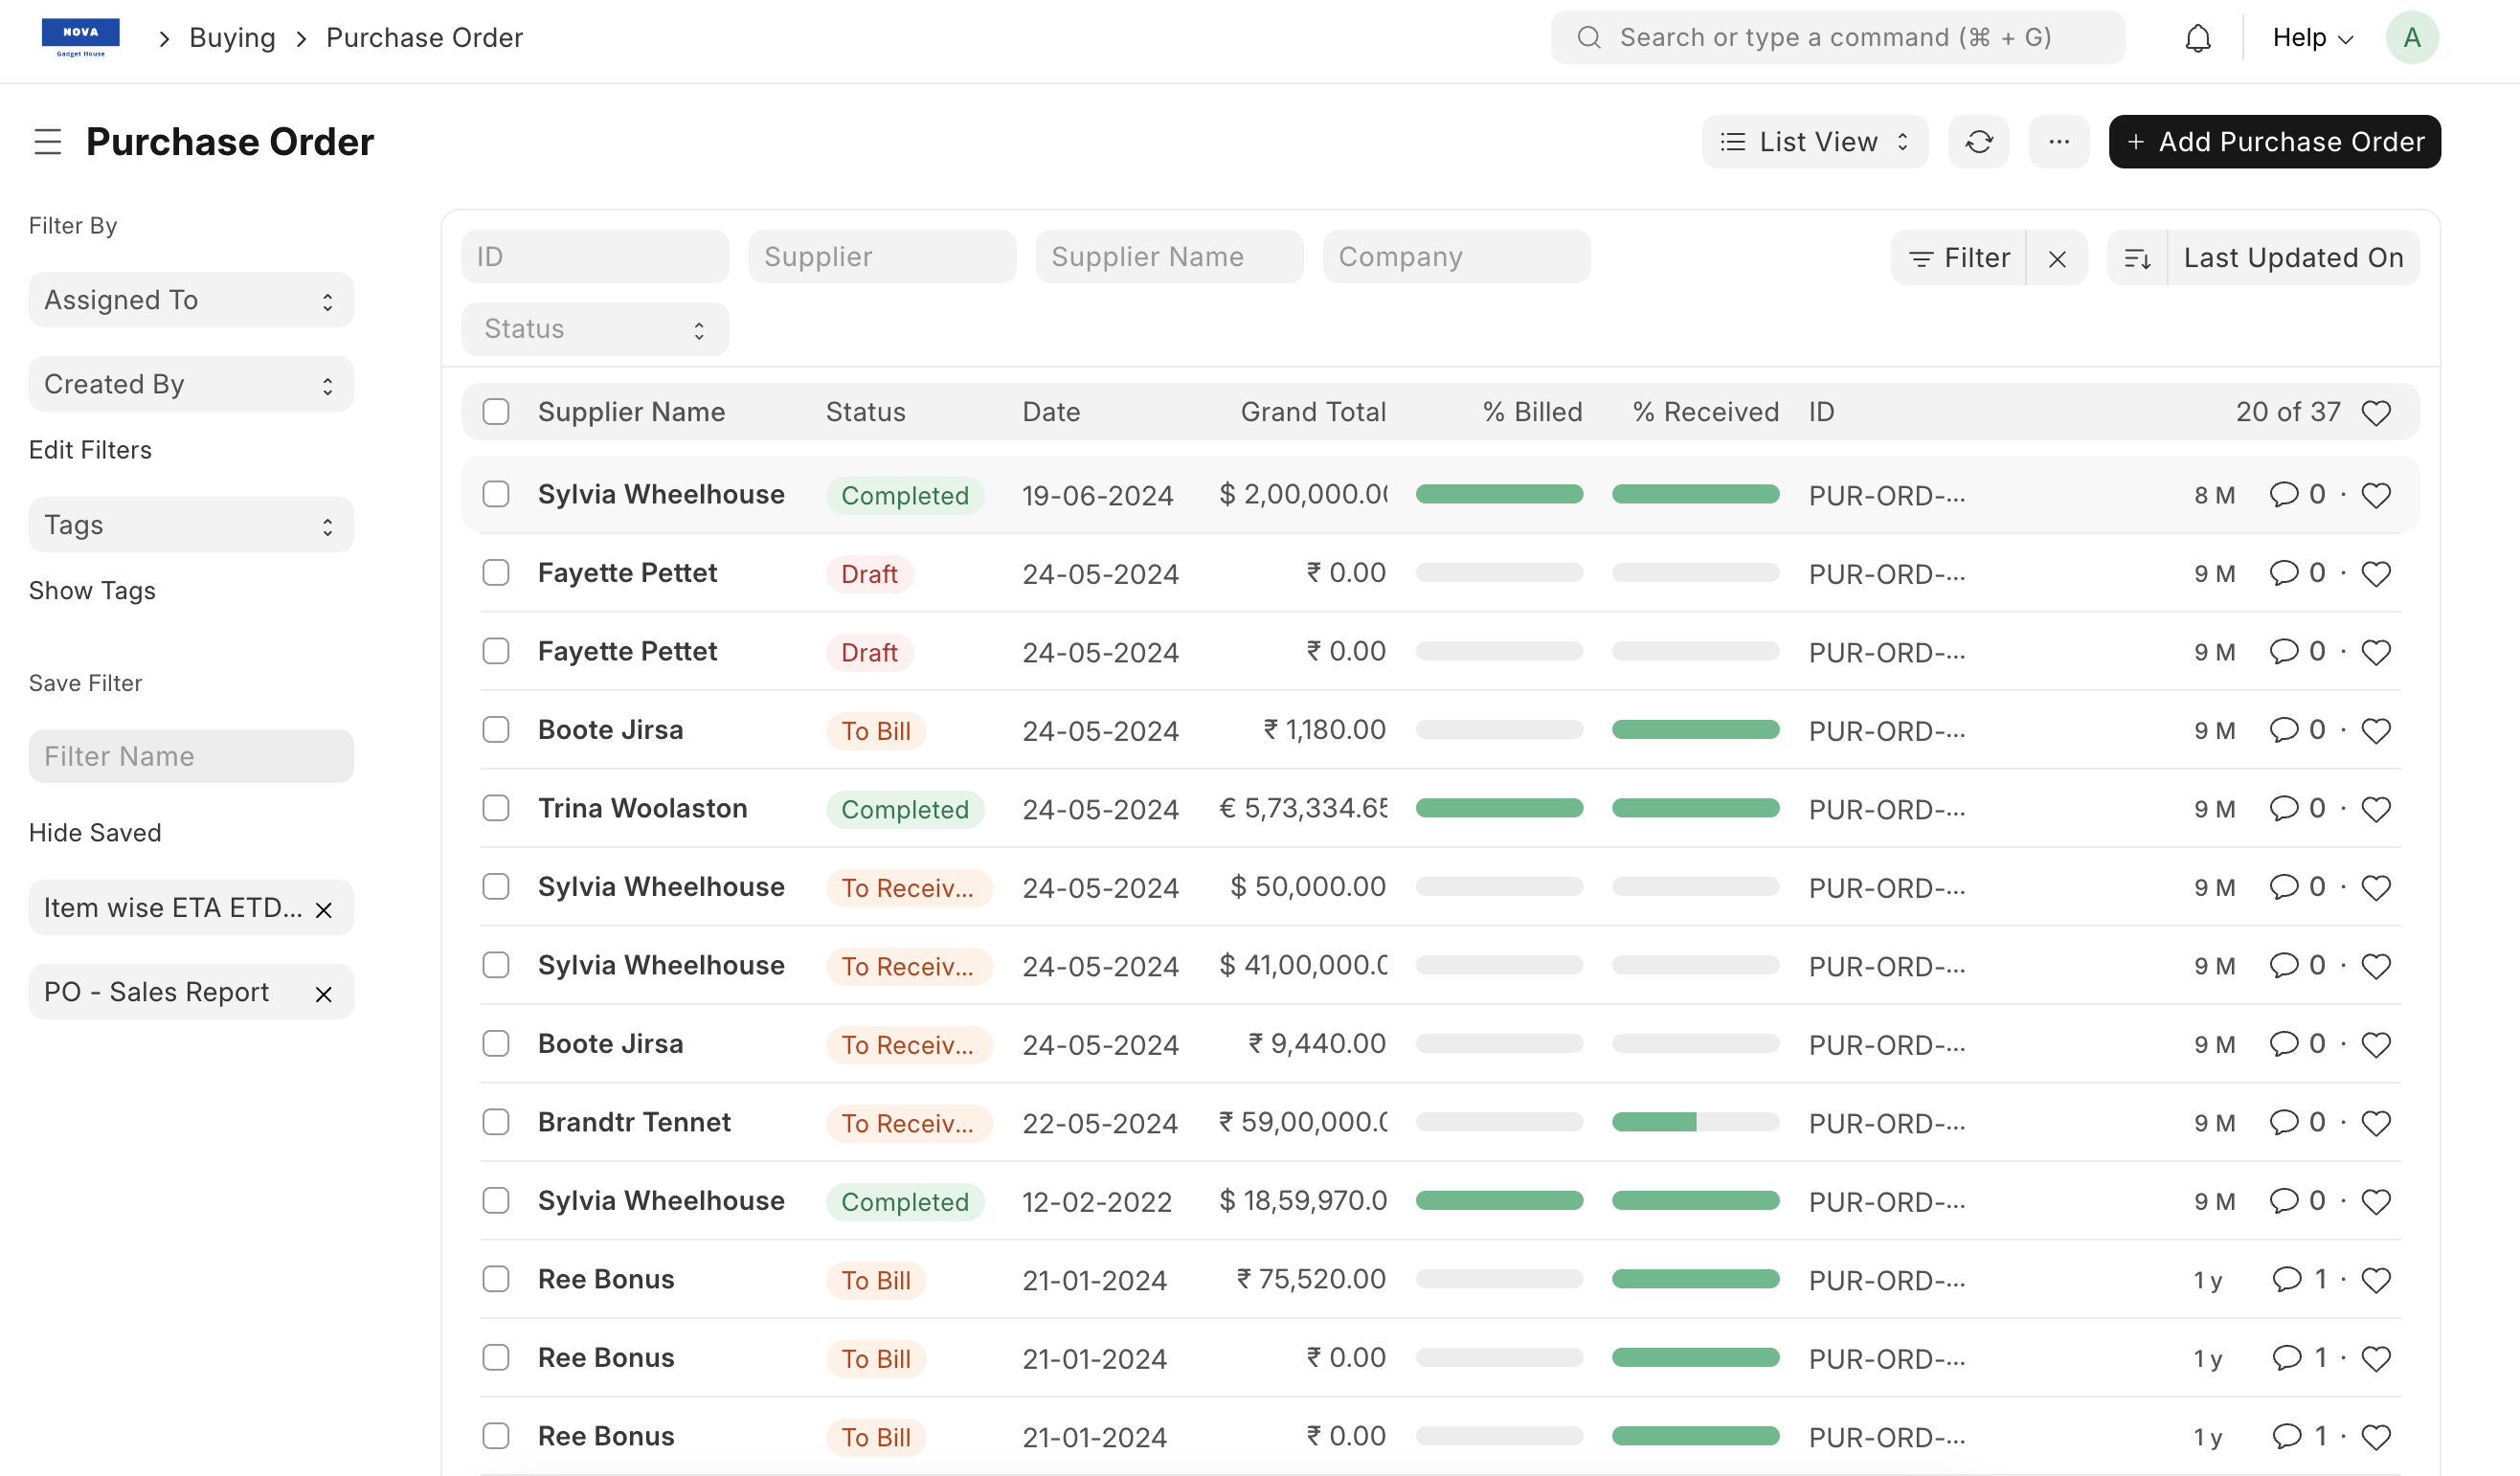 NOVA
Gadget House
Buying
Purchase Order
Search or type a command (⌘ + G)
Help
A
Purchase Order
List View
+ Add Purchase Order
Filter By
Assigned To
Created By
Edit Filters
Tags
Show Tags
Save Filter
Filter Name
Hide Saved
Item wise ETA ETD...
PO - Sales Report
ID Supplier Supplier Name Company Filter Last Updated On
Status
Supplier Name Status Date Grand Total % Billed % Received ID 20 of 37
Sylvia Wheelhouse Completed 19-06-2024 $ 2,00,000.0 PUR-ORD-... 8 M 0 ·
Fayette Pettet Draft 24-05-2024 ₹ 0.00 PUR-ORD-... 9 M 0 ·
Fayette Pettet Draft 24-05-2024 ₹ 0.00 PUR-ORD-... 9 M 0 ·
Boote Jirsa To Bill 24-05-2024 ₹ 1,180.00 PUR-ORD-... 9 M 0 ·
Trina Woolaston Completed 24-05-2024 € 5,73,334.65 PUR-ORD-... 9 M 0 ·
Sylvia Wheelhouse To Receiv... 24-05-2024 $ 50,000.00 PUR-ORD-... 9 M 0 ·
Sylvia Wheelhouse To Receiv... 24-05-2024 $ 41,00,000.0 PUR-ORD-... 9 M 0 ·
Boote Jirsa To Receiv... 24-05-2024 ₹ 9,440.00 PUR-ORD-... 9 M 0 ·
Brandtr Tennet To Receiv... 22-05-2024 ₹ 59,00,000.0 PUR-ORD-... 9 M 0 ·
Sylvia Wheelhouse Completed 12-02-2022 $ 18,59,970.0 PUR-ORD-... 9 M 0 ·
Ree Bonus To Bill 21-01-2024 ₹ 75,520.00 PUR-ORD-... 1 y 1 ·
Ree Bonus To Bill 21-01-2024 ₹ 0.00 PUR-ORD-... 1 y 1 ·
Ree Bonus To Bill 21-01-2024 ₹ 0.00 PUR-ORD-... 1 y 1 ·